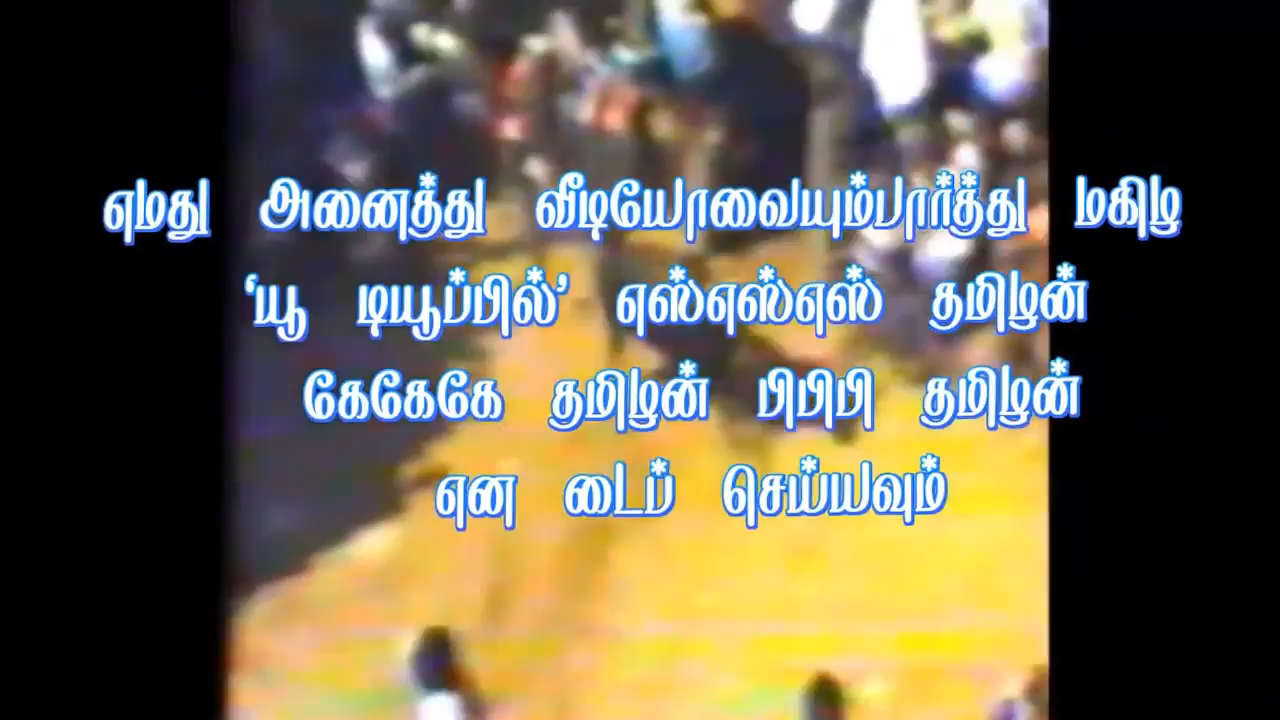 எமது அனைத்து வீடியோவையும்பார்த்து மகிழ
‘யூ டியூப்பில்’ எஸ்எஸ்எஸ் தமிழன்
கேகேகே தமிழன் பிபிபி தமிழன்
என டைப் செய்யவும்